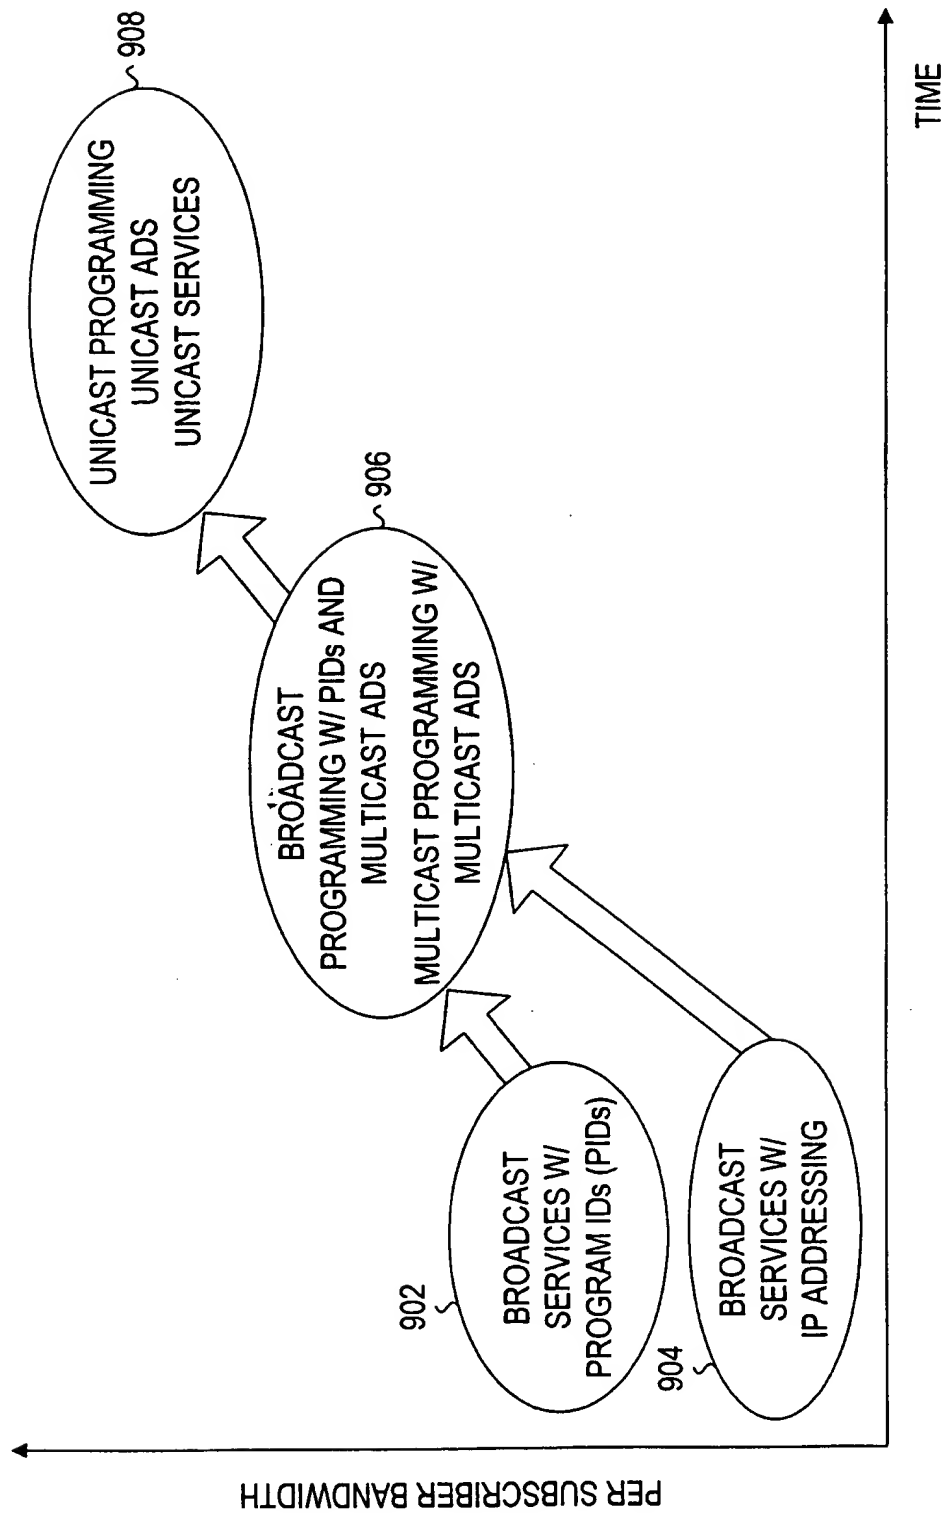 PER SUBSCRIBER BANDWIDTH
908
UNICAST PROGRAMMING
UNICAST ADS
UNICAST SERVICES
906
BROADCAST
PROGRAMMING W/ PIDs AND
MULTICAST ADS
MULTICAST PROGRAMMING W/
MULTICAST ADS
902
BROADCAST
SERVICES W/
PROGRAM IDs (PIDs)
904
BROADCAST
SERVICES W/
IP ADDRESSING
TIME